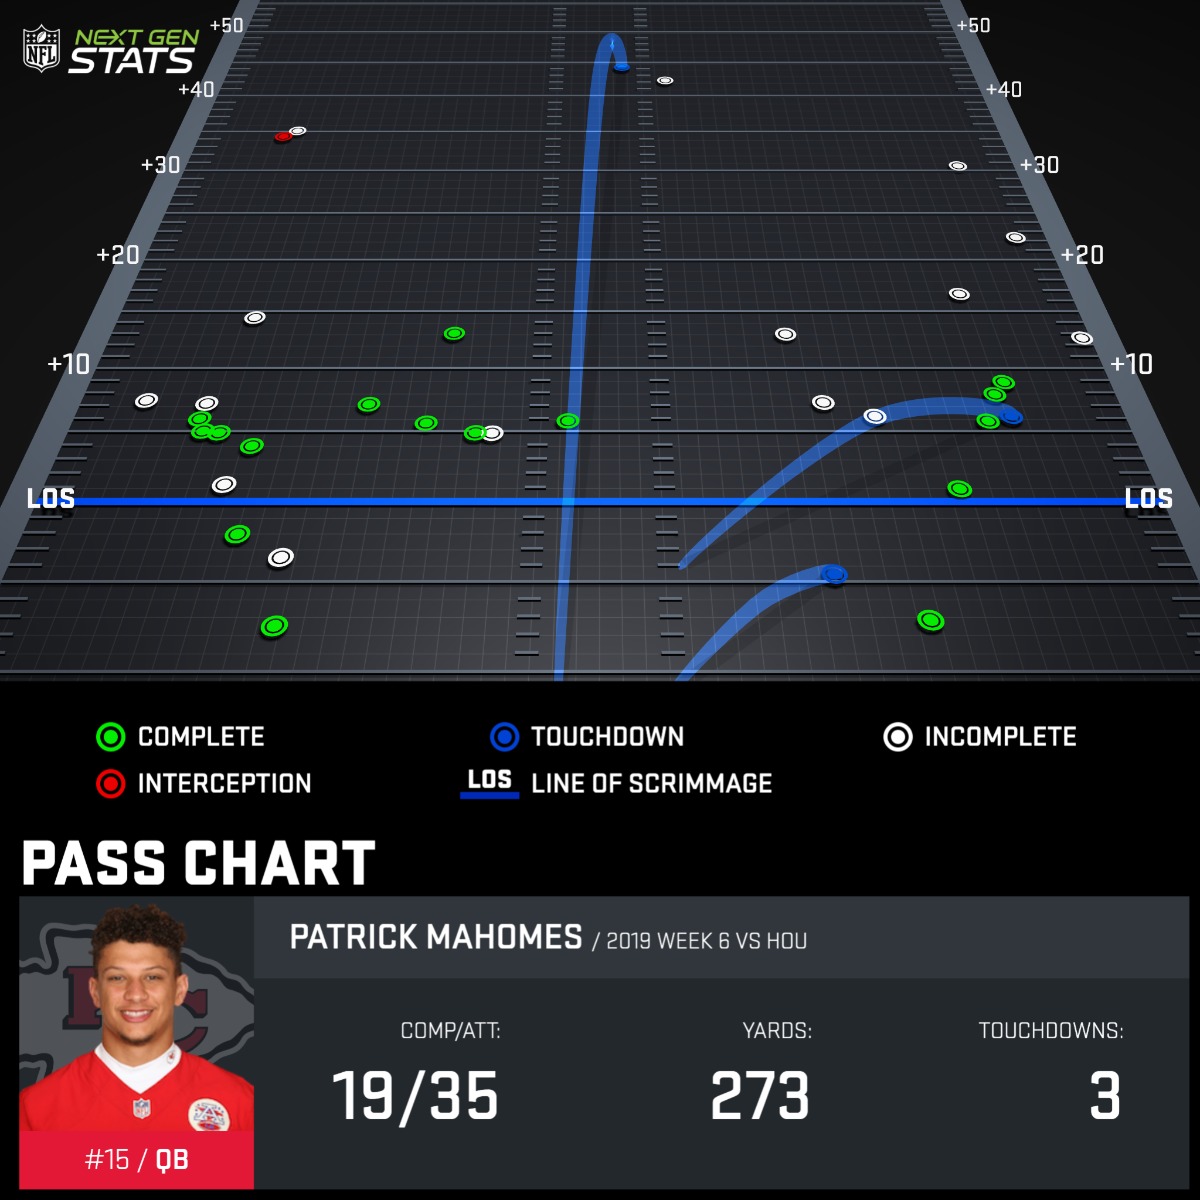 NFL
NEXT GEN
STATS
+50 +50
+40 +40
+30 +30
+20 +20
+10 +10
LOS LOS
COMPLETE TOUCHDOWN INCOMPLETE
INTERCEPTION LOS LINE OF SCRIMMAGE
PASS CHART
PATRICK MAHOMES / 2019 WEEK 6 VS HOU
COMP/ATT: YARDS: TOUCHDOWNS:
19/35 273 3
#15 / QB